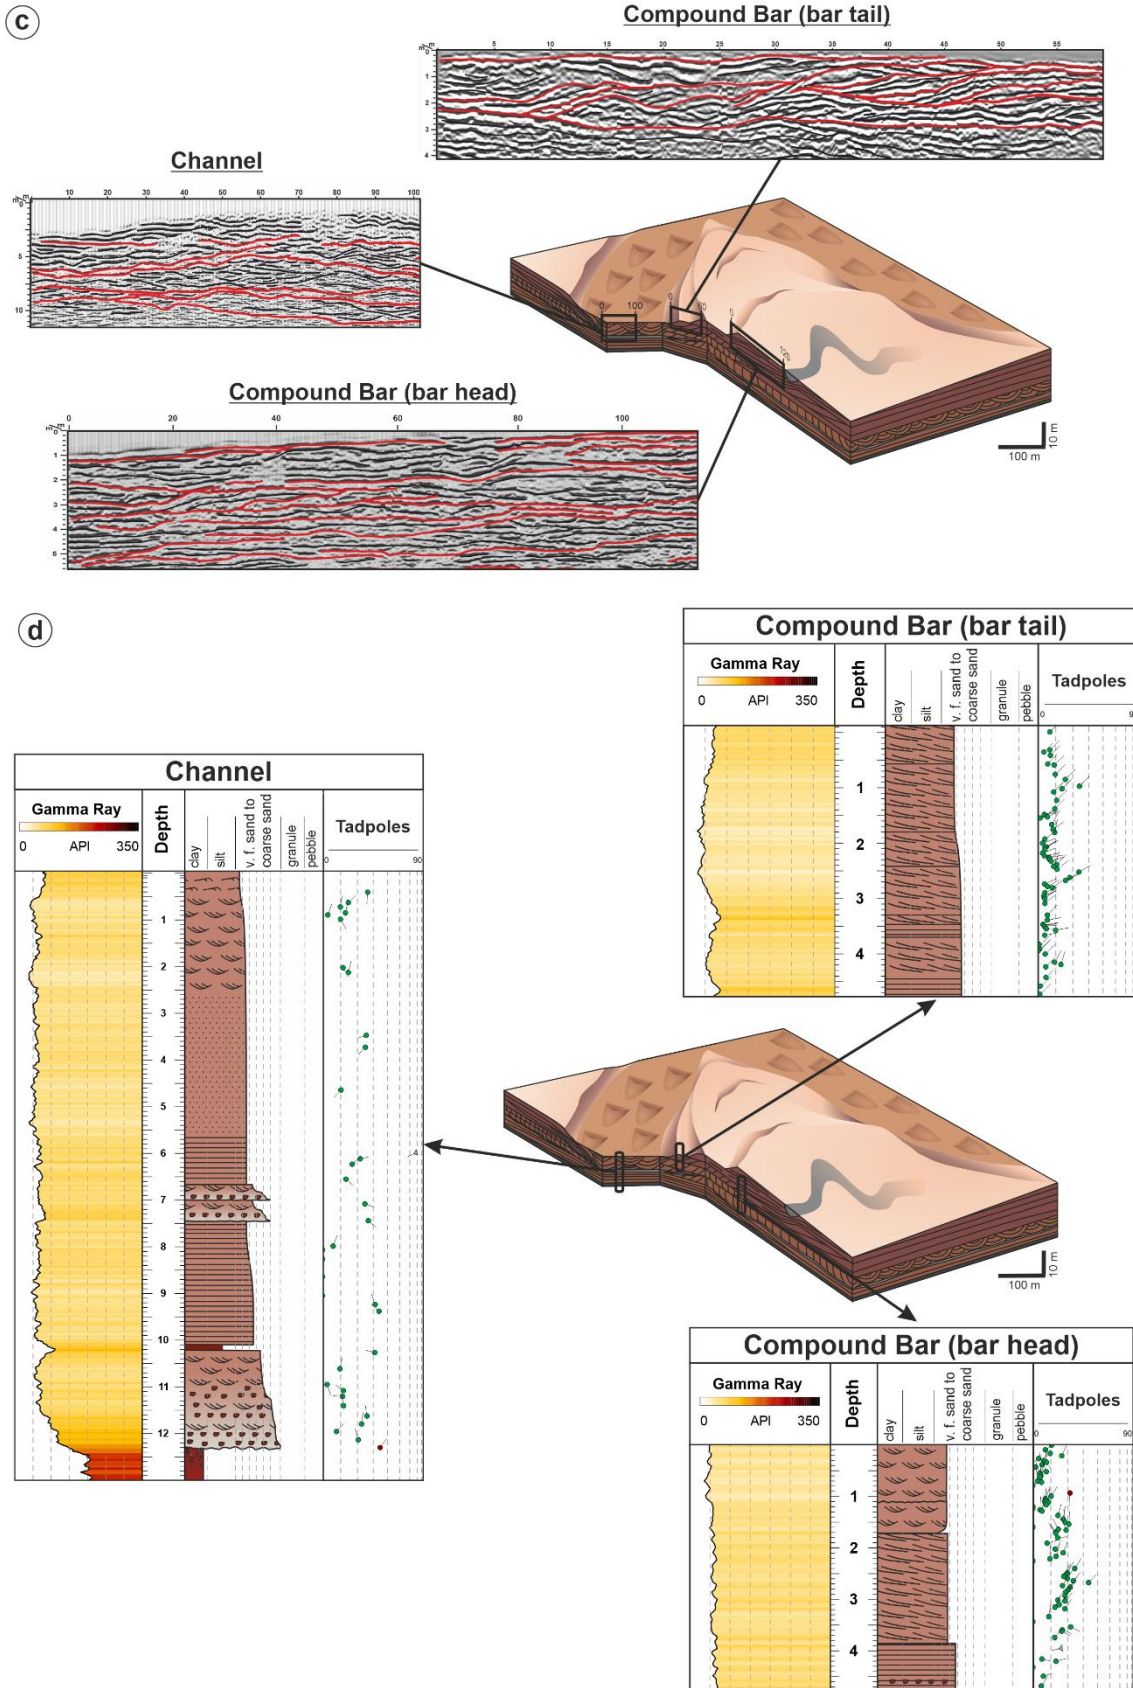 c
Compound Bar (bar tail)
m/m
5 10 15 20 25 30 35 40 45 50 55
0
1
2
3
4
Channel
m/m
10 20 30 40 50 60 70 80 90 100
0
5
10
0 100
0
0
100 m
10 m
Compound Bar (bar head)
m/m
0 20 40 60 80 100
0
1
2
3
4
5
6
d
Compound Bar (bar tail)
Gamma Ray
0 API 350
Depth
clay
silt
v. f. sand to
coarse sand
granule
pebble
Tadpoles
0 9
1
2
3
4
Channel
Gamma Ray
0 API 350
Depth
clay
silt
v. f. sand to
coarse sand
granule
pebble
Tadpoles
0 90
1
2
3
4
5
6
7
8
9
10
11
12
100 m
10 m
Compound Bar (bar head)
Gamma Ray
0 API 350
Depth
clay
silt
v. f. sand to
coarse sand
granule
pebble
Tadpoles
0 90
1
2
3
4